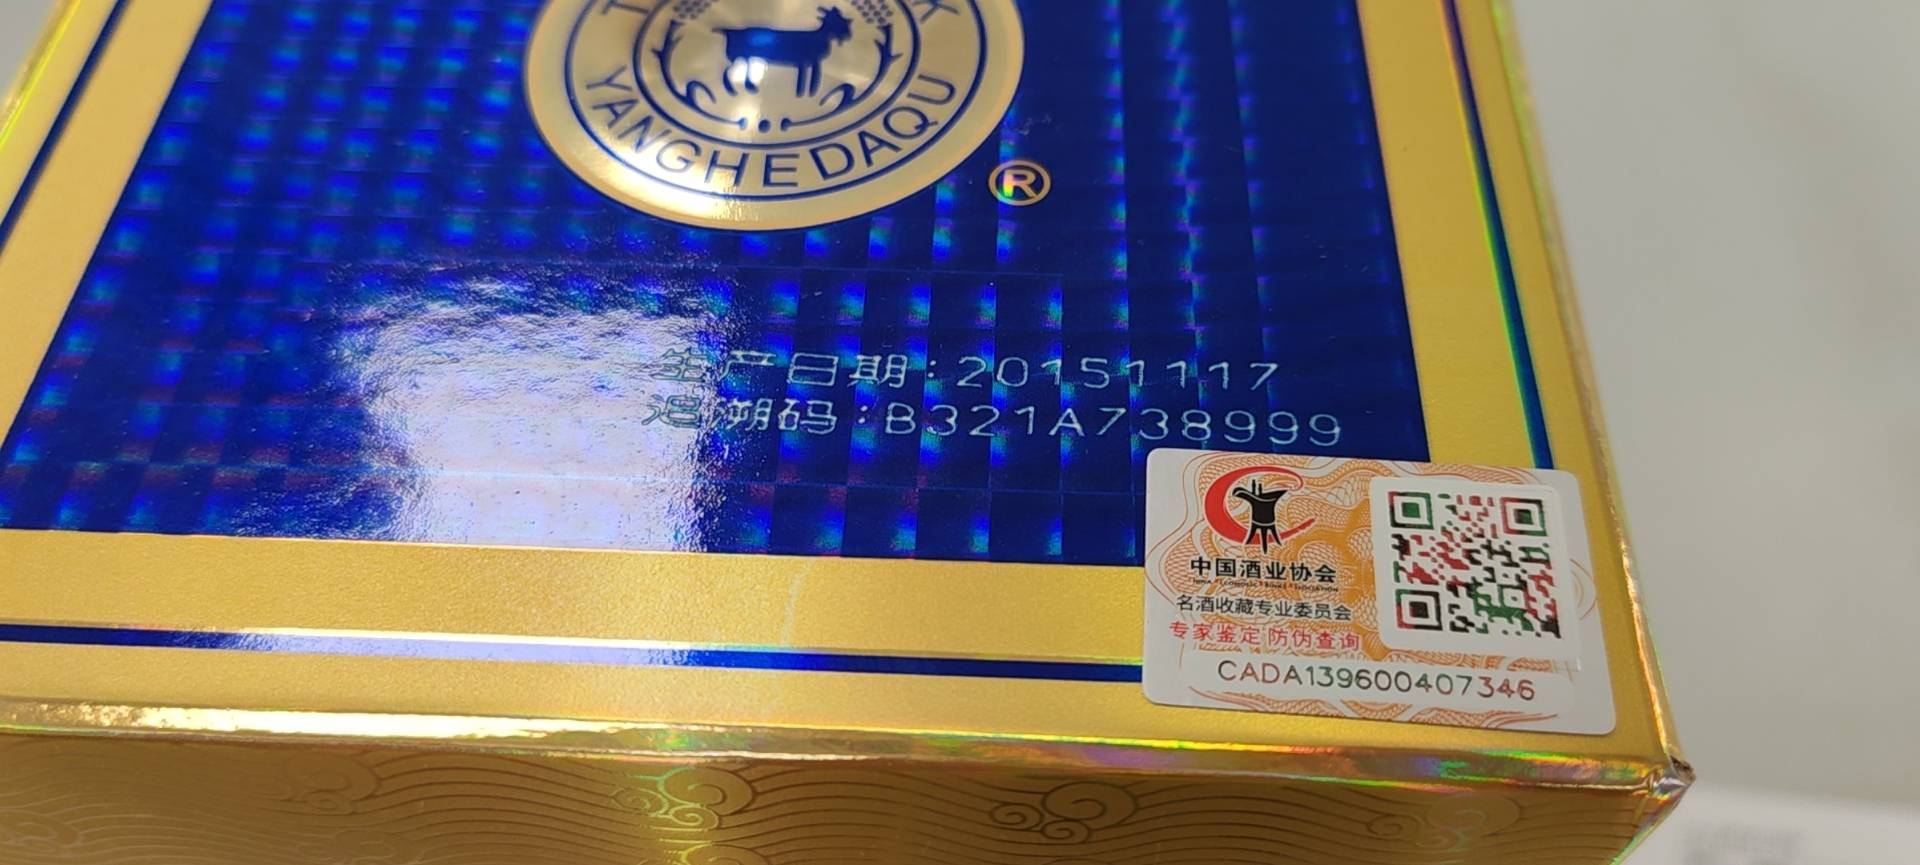 YANGHEDAQU
®
生产日期:20151117
追溯码:B321A738999
中国酒业协会
名酒收藏专业委员会
专家鉴定 防伪查询
CADA139600407346